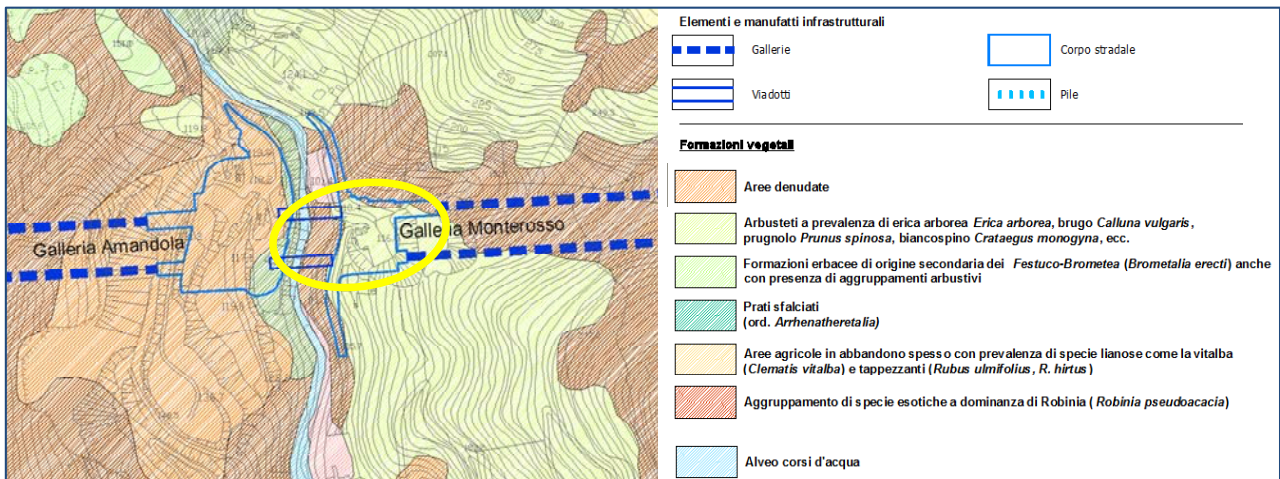 Elementi e manufatti infrastrutturali
Gallerie
Corpo stradale
Viadotti
Pile
Formazioni vegetali
Aree denudate
Arbusteti a prevalenza di erica arborea Erica arborea, brugo Calluna vulgaris,
prugnolo Prunus spinosa, biancospino Crataegus monogyna, ecc.
Formazioni erbacee di origine secondaria dei Festuco-Brometea (Brometalia erecti) anche
con presenza di aggruppamenti arbustivi
Prati sfalciati
(ord. Arrhenatheretalia)
Aree agricole in abbandono spesso con prevalenza di specie lianose come la vitalba
(Clematis vitalba) e tappezzanti (Rubus ulmifolius, R. hirtus)
Aggruppamento di specie esotiche a dominanza di Robinia ( Robinia pseudoacacia)
Alveo corsi d'acqua
Galleria Amandola
Galleria Monterosso